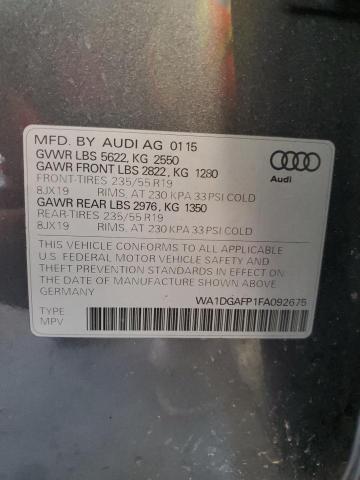 MFD. BY AUDI AG 01 15
GVWR LBS 5622, KG 2550
GAWR FRONT LBS 2822, KG 1280
FRONT-TIRES 235/55 R19
8JX19 RIMS, AT 230 KPA 33 PSI COLD
GAWR REAR LBS 2976, KG 1350
REAR-TIRES 235/55 R19
8JX19 RIMS, AT 230 KPA 33 PSI COLD
Audi
THIS VEHICLE CONFORMS TO ALL APPLICABLE
U.S FEDERAL MOTOR VEHICLE SAFETY AND
THEFT PREVENTION STANDARDS IN EFFECT ON
THE DATE OF MANUFACTURE SHOWN ABOVE.
GERMANY
WA1DGAFP1FA092675
TYPE:
MPV